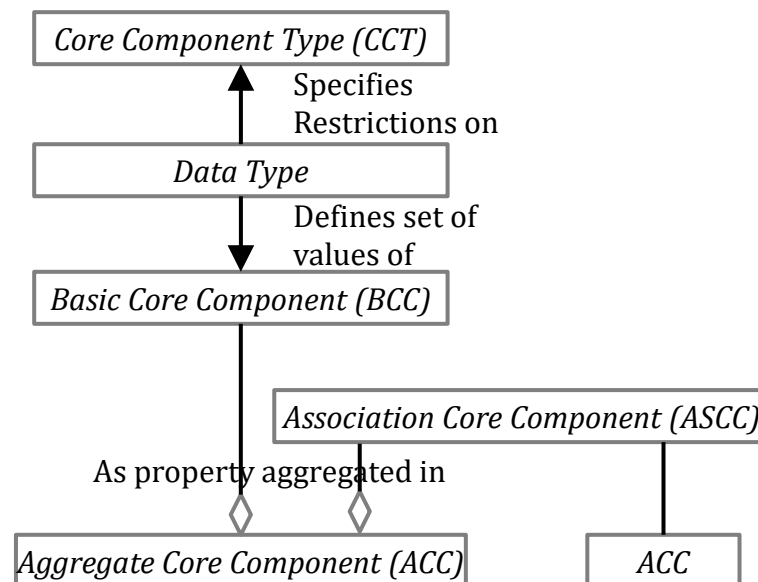 Core Component Type (CCT)
Specifies
Restrictions on
Data Type
Defines set of
values of
Basic Core Component (BCC)
Association Core Component (ASCC)
As property aggregated in
Aggregate Core Component (ACC)
ACC